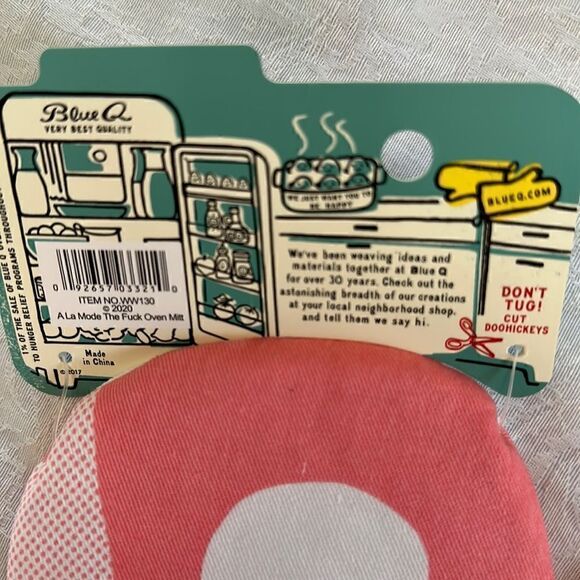 Blue Q
VERY BEST QUALITY
1% OF THE SALE OF BLUE Q
TO HUNGER RELIEF PROGRAMS THROUGHOUT
0 92657 03321 0
ITEM NO.WW130
© 2020
A La Mode The Fuck Oven Mitt
Made
in China
© 2017
WE JUST WANT YOU TO
BE HAPPY
BLUEQ.COM
We've been weaving ideas and
materials together at Blue Q
for over 30 years. Check out the
astonishing breadth of our creations
at your local neighborhood shop,
and tell them we say hi.
DON'T
TUG!
CUT
DOOHICKEYS